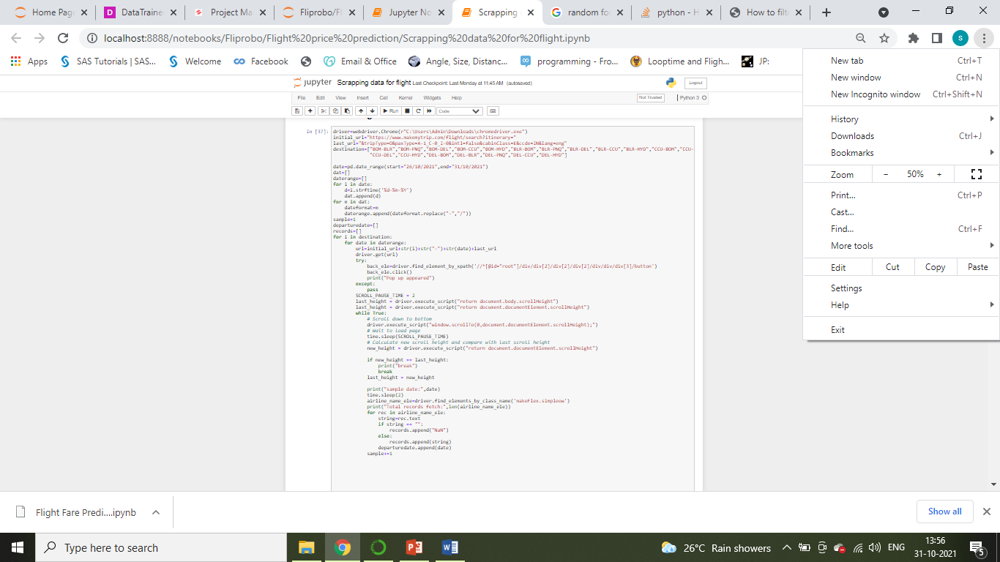 Home Page
DataTraine
Project Ma
Fliprobo/Fl
Jupyter No
Scrapping
random fo
python - H
How to filt
localhost:8888/notebooks/Fliprobo/Flight%20price%20prediction/Scrapping%20data%20for%20flight.ipynb
s
Apps
SAS Tutorials | SAS...
Welcome
Facebook
Email & Office
Angle, Size, Distanc...
programming - Fro...
Looptime and Fligh...
JP:
New tab Ctrl+T
New window Ctrl+N
New Incognito window Ctrl+Shift+N
History
Downloads Ctrl+J
Bookmarks
Zoom − 50% +
Print... Ctrl+P
Cast...
Find... Ctrl+F
More tools
Edit Cut Copy Paste
Settings
Help
Exit
jupyter Scrapping data for flight Last Checkpoint: Last Monday at 11:45 AM (autosaved)
Logout
File Edit View Insert Cell Kernel Widgets Help
Not Trusted
Python 3
Run
Code
In [37]:
driver=webdriver.Chrome(r"C:\Users\Admin\Downloads\chromedriver.exe")
initial_url="https://www.makemytrip.com/flight/search?itinerary="
last_url="&tripType=O&paxType=A-1_C-0_I-0&intl=false&cabinClass=E&ccde=IN&lang=eng"
destination=["BOM-BLR","BOM-PNQ","BOM-DEL","BOM-CCU","BOM-HYD","BLR-BOM","BLR-PNQ","BLR-DEL","BLR-CCU","BLR-HYD","CCU-BOM","CCU-
"CCU-DEL","CCU-HYD","DEL-BOM","DEL-BLR","DEL-PNQ","DEL-CCU","DEL-HYD"]
date=pd.date_range(start="26/10/2021",end="31/10/2021")
dat=[]
daterange=[]
for i in date:
d=i.strftime('%d-%m-%Y')
dat.append(d)
for m in dat:
dateformat=m
daterange.append(dateformat.replace("-","/"))
sample=1
departuredate=[]
records=[]
for i in destination:
for date in daterange:
url=initial_url+str(i)+str("-")+str(date)+last_url
driver.get(url)
try:
back_ele=driver.find_element_by_xpath('//*[@id="root"]/div/div[2]/div[2]/div[2]/div/div/div[3]/button')
back_ele.click()
print("Pop up appeared")
except:
pass
SCROLL_PAUSE_TIME = 2
last_height = driver.execute_script("return document.body.scrollHeight")
last_height = driver.execute_script("return document.documentElement.scrollHeight")
while True:
# Scroll down to bottom
driver.execute_script("window.scrollTo(0,document.documentElement.scrollHeight);")
# Wait to load page
time.sleep(SCROLL_PAUSE_TIME)
# Calculate new scroll height and compare with last scroll height
new_height = driver.execute_script("return document.documentElement.scrollHeight")
if new_height == last_height:
print("break")
break
last_height = new_height
print("sample date:",date)
time.sleep(2)
airline_name_ele=driver.find_elements_by_class_name('makeFlex.simpleow')
print("Total records fetch:",len(airline_name_ele))
for rec in airline_name_ele:
string=rec.text
if string == "":
records.append("NaN")
else:
records.append(string)
departuredate.append(date)
sample+=1
Flight Fare Predi....ipynb
Show all
Type here to search
26°C Rain showers
ENG
13:56
31-10-2021
5